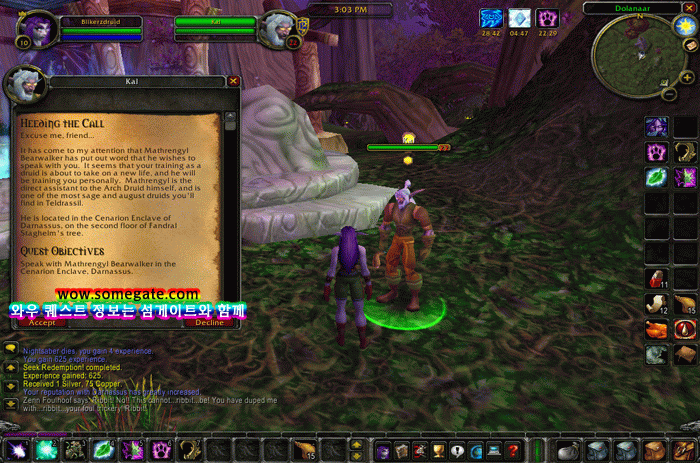 3:03 PM
Dolanaar
Bilkerzdruid
Kal
10
28:42
04:47
22:29
N
Kal
Heeding the Call
Excuse me, friend...
It has come to my attention that Mathrengyl
Bearwalker has put out word that he wishes to
speak with you. It seems that your training as a
druid is about to take on a new life, and he will
be training you personally. Mathrengyl is the
direct assistant to the Arch Druid himself, and is
one of the most sage and august druids you'll
find in Teldrassil.
He is located in the Cenarion Enclave of
Darnassus, on the second floor of Fandral
Staghelm's tree.
Quest Objectives
Speak with Mathrengyl Bearwalker in the
Cenarion Enclave, Darnassus.
www.somegate.com
와우 퀘스트 정보는 섬게이트와 함께
Accept
Decline
11
12
15
Nightsaber dies, you gain 4 experience.
You gain 625 experience.
Seek Redemption! completed.
Experience gained: 625.
Received 1 Silver, 75 Copper.
Your reputation with Darnassus has greatly increased.
Zenn Foulhoof says: Ribbit! No!! This cannot...ribbit...be! You have duped me
with...ribbit...your foul trickery! Ribbit!
15